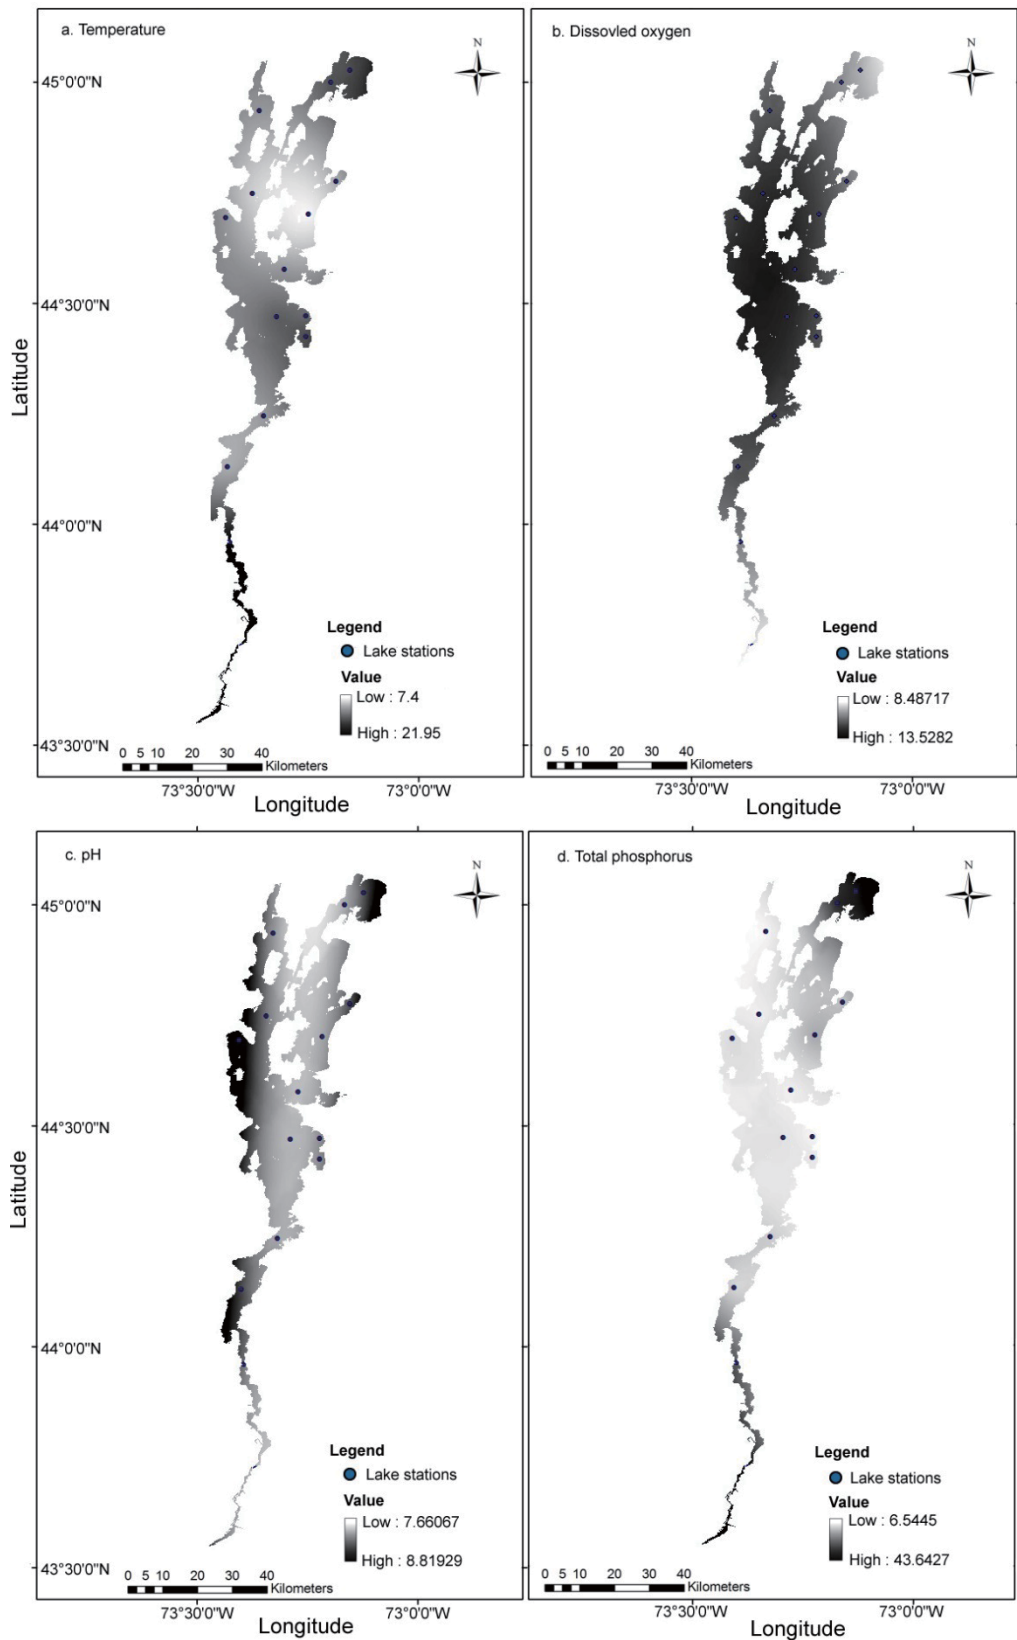 a. Temperature
N
45°0'0"N
44°30'0"N
44°0'0"N
43°30'0"N
Latitude
Legend
Lake stations
Value
Low : 7.4
High : 21.95
0 5 10 20 30 40
Kilometers
73°30'0"W 73°0'0"W
Longitude
b. Dissovled oxygen
N
Legend
Lake stations
Value
Low : 8.48717
High : 13.5282
0 5 10 20 30 40
Kilometers
73°30'0"W 73°0'0"W
Longitude
c. pH
N
45°0'0"N
44°30'0"N
44°0'0"N
43°30'0"N
Latitude
Legend
Lake stations
Value
Low : 7.66067
High : 8.81929
0 5 10 20 30 40
Kilometers
73°30'0"W 73°0'0"W
Longitude
d. Total phosphorus
N
Legend
Lake stations
Value
Low : 6.5445
High : 43.6427
0 5 10 20 30 40
Kilometers
73°30'0"W 73°0'0"W
Longitude